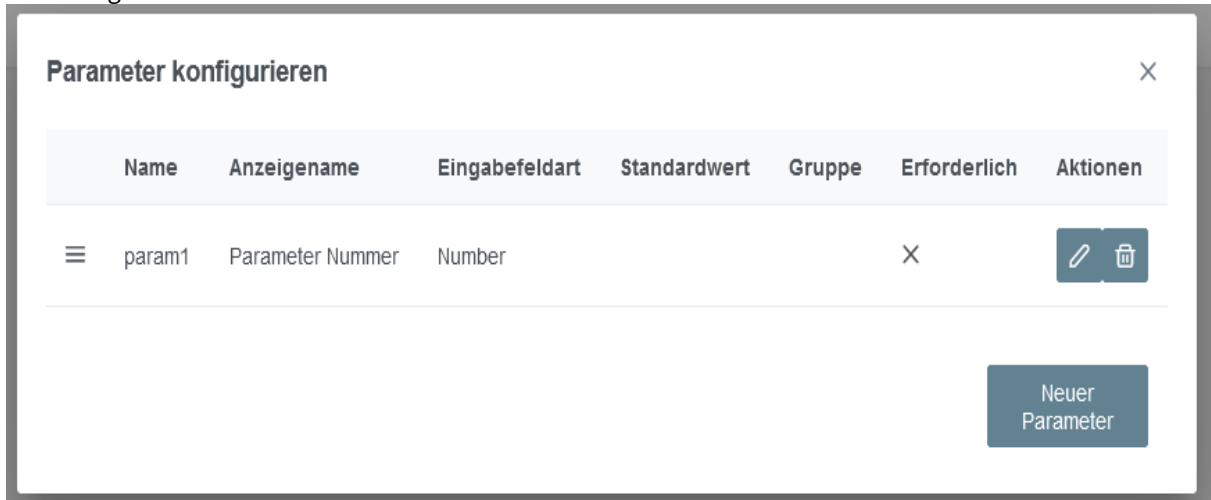 Parameter konfigurieren
Name Anzeigename Eingabefeldart Standardwert Gruppe Erforderlich Aktionen
param1 Parameter Nummer Number
Neuer
Parameter